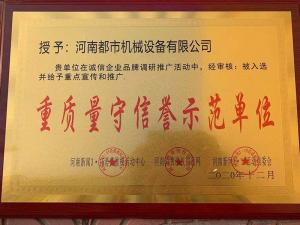 授予：河南都市机械设备有限公司
贵单位在诚信企业品牌调研推广活动中，经审核：被入选
并给予重点宣传和推广
重质量守信誉示范单位
二〇二〇年十二月